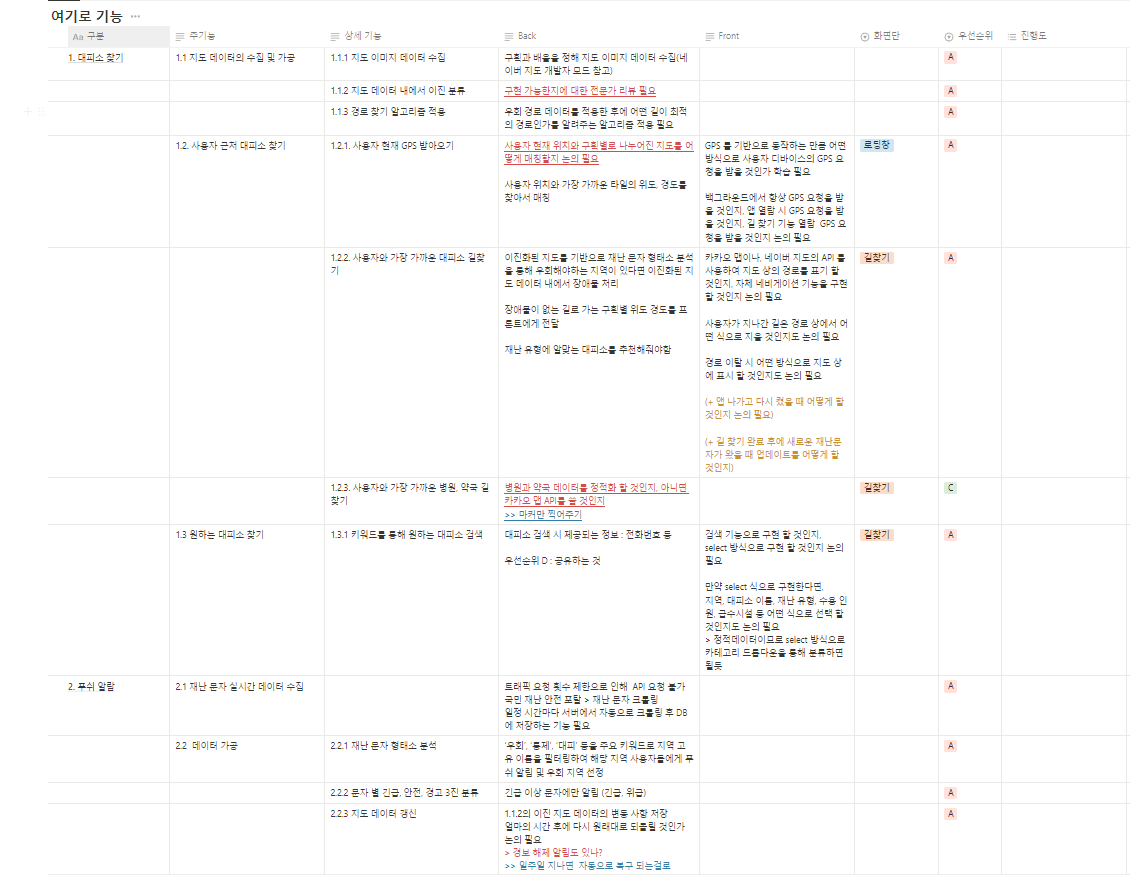 여기로 기능 ...
Aa 구분
주기능
상세 기능
Back
Front
화면단
우선순위
진행도
1. 대피소 찾기
1.1 지도 데이터의 수집 및 가공
1.1.1 지도 이미지 데이터 수집
구획과 배율을 정해 지도 이미지 데이터 수집(네
이버 지도 개발자 모드 참고)
A
1.1.2 지도 데이터 내에서 이진 분류
구현 가능한지에 대한 전문가 리뷰 필요
A
1.1.3 경로 찾기 알고리즘 적용
우회 경로 데이터를 적용한 후에 어떤 길이 최적
의 경로인가를 알려주는 알고리즘 적용 필요
A
1.2. 사용자 근처 대피소 찾기
1.2.1. 사용자 현재 GPS 받아오기
사용자 현재 위치와 구획별로 나누어진 지도를 어
떻게 매칭할지 논의 필요
사용자 위치와 가장 가까운 타일의 위도, 경도를
찾아서 매칭
GPS 를 기반으로 동작하는 만큼 어떤
방식으로 사용자 디바이스의 GPS 요
청을 받을 것인가 학습 필요
백그라운드에서 항상 GPS 요청을 받
을 것인지, 앱 열람 시 GPS 요청을 받
을 것인지, 길 찾기 기능 열람 GPS 요
청을 받을 것인지 논의 필요
로딩창
A
1.2.2. 사용자와 가장 가까운 대피소 길찾
기
이진화된 지도를 기반으로 재난 문자 형태소 분석
을 통해 우회해야하는 지역이 있다면 이진화된 지
도 데이터 내에서 장애물 처리
장애물이 없는 길로 가는 구획별 위도 경도를 프
론트에게 전달
재난 유형에 알맞는 대피소를 추천해줘야함
카카오 맵이나, 네이버 지도의 API 를
사용하여 지도 상의 경로를 표기 할
것인지, 자체 네비게이션 기능을 구현
할 것인지 논의 필요
사용자가 지나간 길은 경로 상에서 어
떤 식으로 지울 것인지도 논의 필요
경로 이탈 시 어떤 방식으로 지도 상
에 표시 할 것인지도 논의 필요
(+ 앱 나가고 다시 켰을 때 어떻게 할
것인지 논의 필요)
(+ 길 찾기 완료 후에 새로운 재난문
자가 왔을 때 업데이트를 어떻게 할
것인지)
길찾기
A
1.2.3. 사용자와 가장 가까운 병원, 약국 길
찾기
병원과 약국 데이터를 정적화 할 것인지, 아니면
카카오 맵 API를 쓸 것인지
>> 마커만 찍어주기
길찾기
C
1.3 원하는 대피소 찾기
1.3.1 키워드를 통해 원하는 대피소 검색
대피소 검색 시 제공되는 정보 : 전화번호 등
우선순위 D : 공유하는 것
검색 기능으로 구현 할 것인지,
select 방식으로 구현 할 것인지 논의
필요
만약 select 식으로 구현한다면,
지역, 대피소 이름, 재난 유형, 수용 인
원, 급수시설 등 어떤 식으로 선택 할
것인지도 논의 필요
> 정적데이터이므로 select 방식으로
카테고리 드롭다운을 통해 분류하면
될듯
길찾기
A
2. 푸쉬 알람
2.1 재난 문자 실시간 데이터 수집
트래픽 요청 횟수 제한으로 인해 API 요청 불가
국민 재난 안전 포탈 > 재난 문자 크롤링
일정 시간마다 서버에서 자동으로 크롤링 후 DB
에 저장하는 기능 필요
A
2.2 데이터 가공
2.2.1 재난 문자 형태소 분석
'우회', '통제', '대피' 등을 주요 키워드로 지역 고
유 이름을 필터링하여 해당 지역 사용자들에게 푸
쉬 알림 및 우회 지역 선정
A
2.2.2 문자 별 긴급, 안전, 경고 3진 분류
긴급 이상 문자에만 알림 (긴급, 위급)
A
2.2.3 지도 데이터 갱신
1.1.2의 이진 지도 데이터의 변동 사항 저장
얼마의 시간 후에 다시 원래대로 되돌릴 것인가
논의 필요
> 경보 해제 알림도 있나?
>> 일주일 지나면 자동으로 복구 되는걸로
A